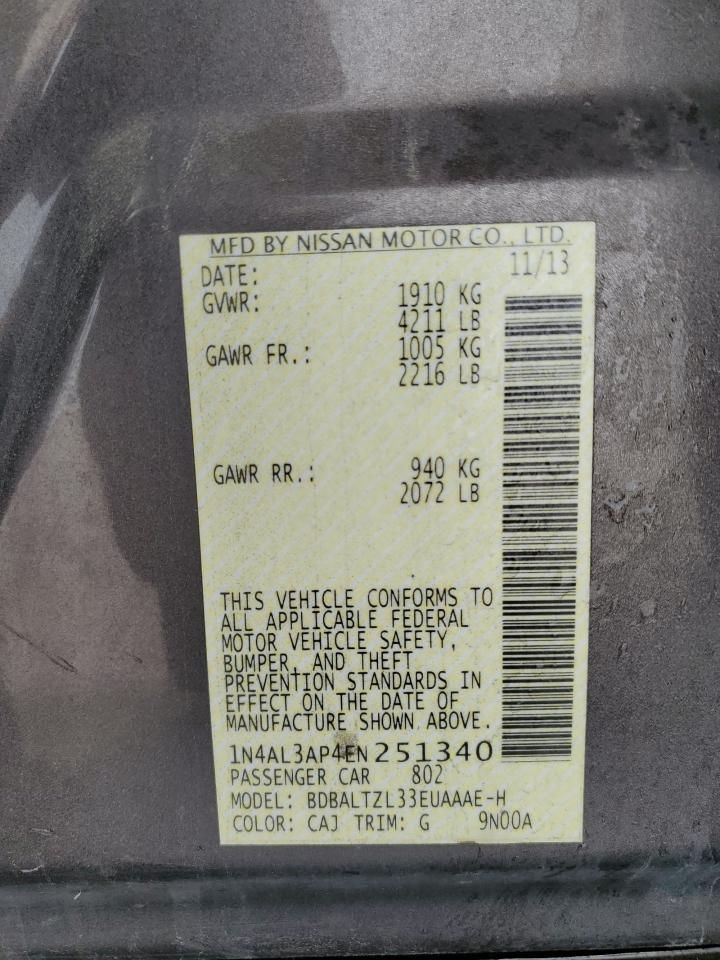 MFD BY NISSAN MOTOR CO., LTD.
DATE: 11/13
GVWR: 1910 KG
4211 LB
GAWR FR.: 1005 KG
2216 LB
GAWR RR.: 940 KG
2072 LB
THIS VEHICLE CONFORMS TO
ALL APPLICABLE FEDERAL
MOTOR VEHICLE SAFETY,
BUMPER, AND THEFT
PREVENTION STANDARDS IN
EFFECT ON THE DATE OF
MANUFACTURE SHOWN ABOVE.
1N4AL3AP4EN251340
PASSENGER CAR 802
MODEL: BDBALTZL33EUAAAE-H
COLOR: CAJ TRIM: G 9N00A